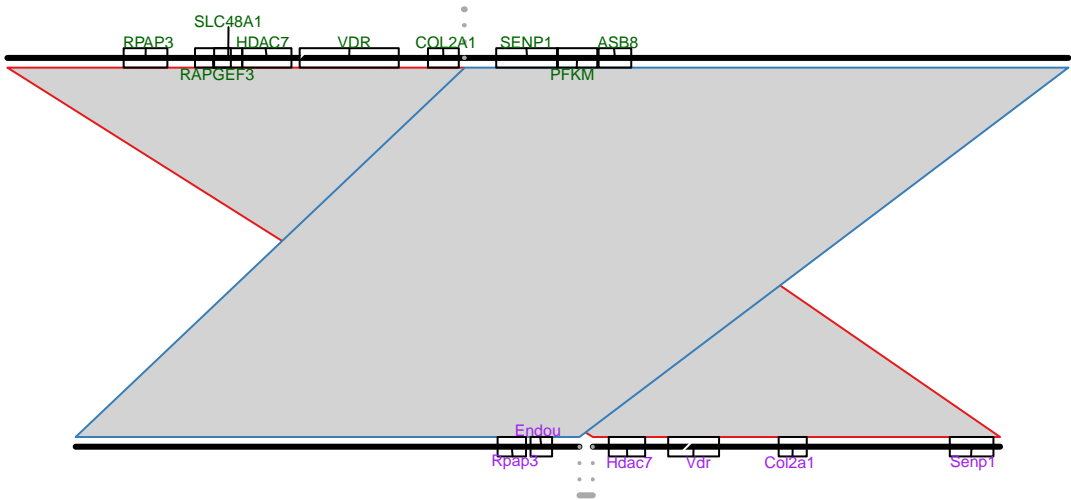 SLC48A1
RPAP3 HDAC7 VDR COL2A1 SENP1 ASB8
RAPGEF3 PFKM
Endou
Rpap3 Hdac7 Vdr Col2a1 Senp1